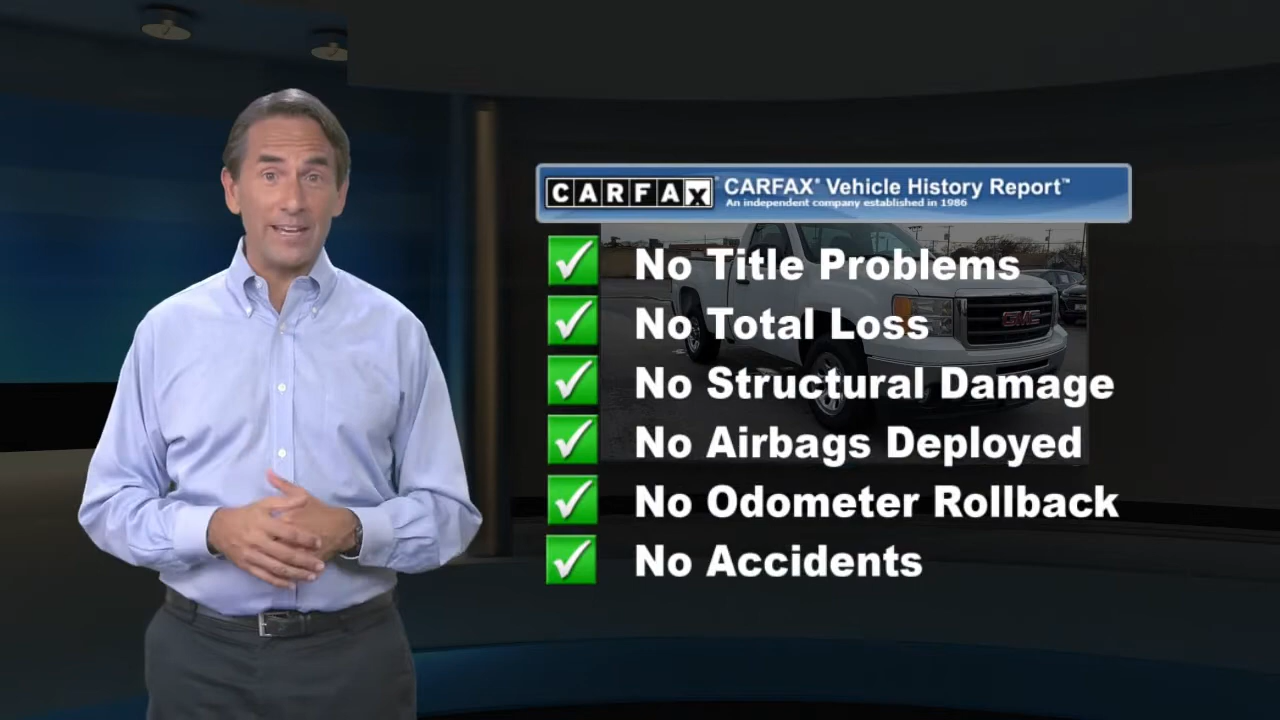 CARFAX® CARFAX® Vehicle History Report™
An independent company established in 1986
No Title Problems
No Total Loss
No Structural Damage
No Airbags Deployed
No Odometer Rollback
No Accidents
GMC